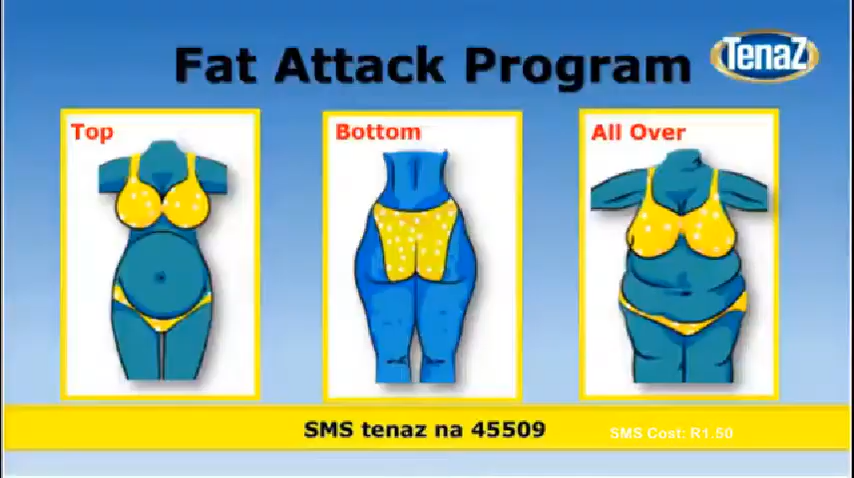 Fat Attack Program
TenaZ
Top
Bottom
All Over
SMS tenaz na 45509
SMS Cost: R1.50